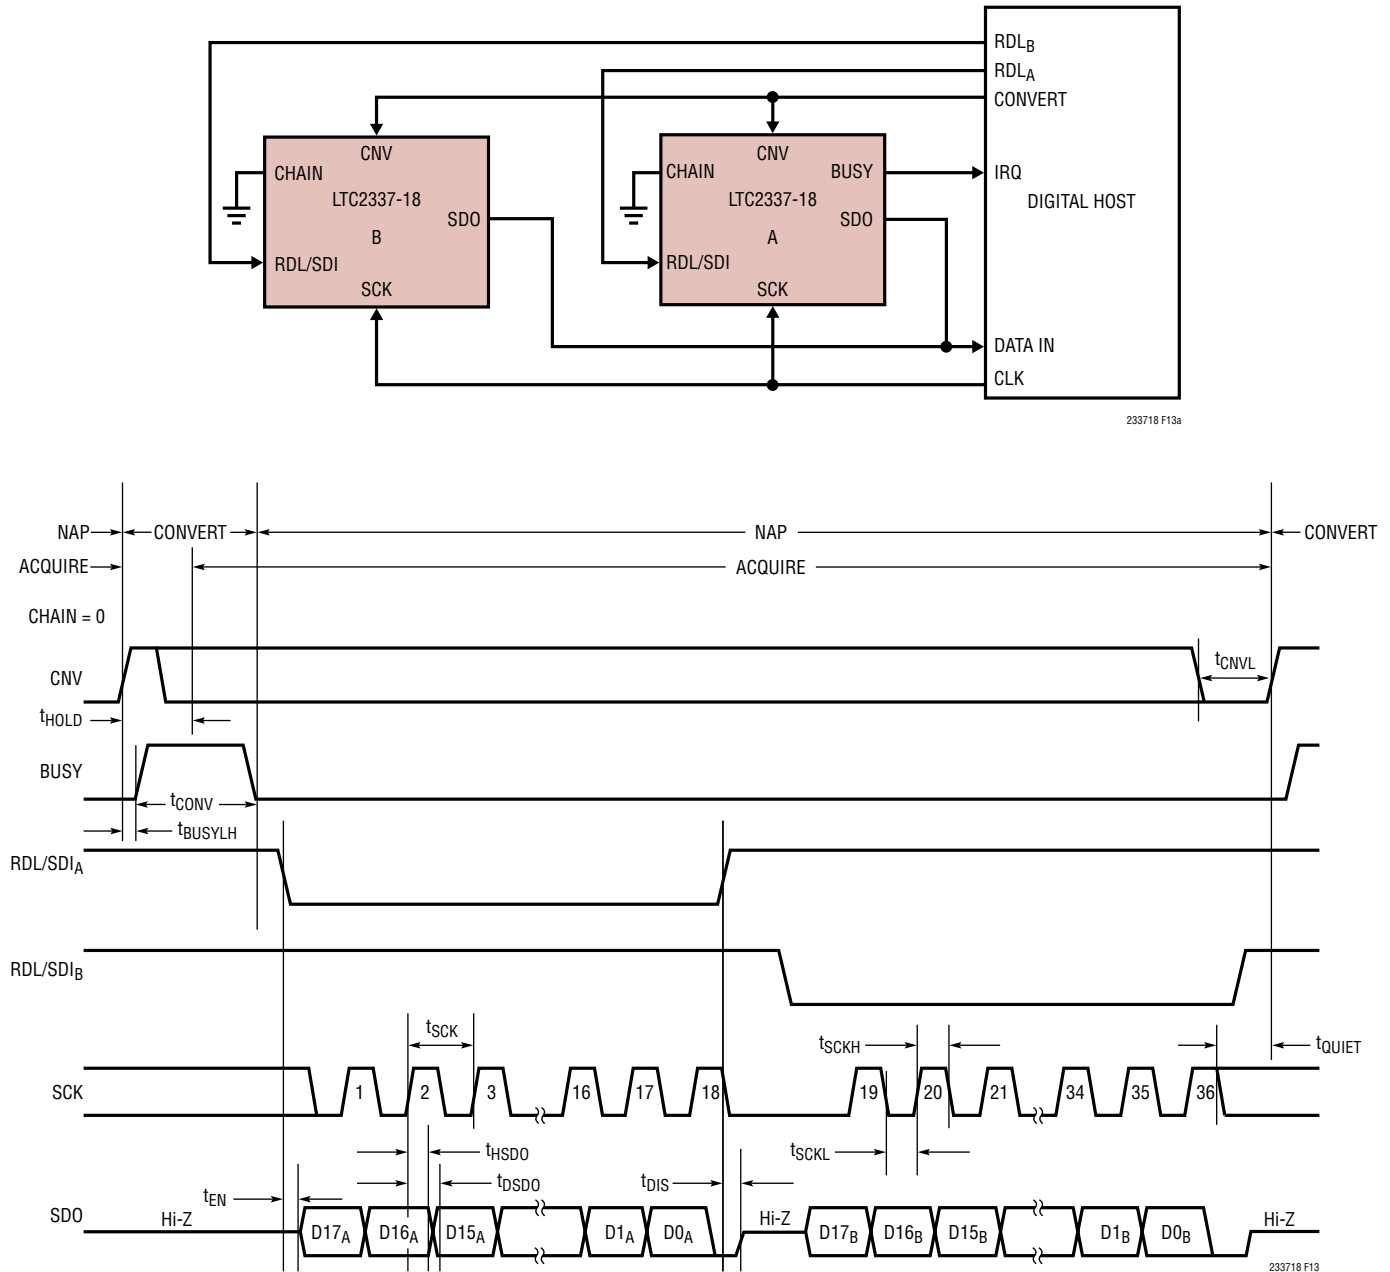 RDLB
RDLA
CONVERT
CNV
CNV
CHAIN
CHAIN
BUSY
IRQ
LTC2337-18
LTC2337-18
DIGITAL HOST
SDO
SDO
B
A
RDL/SDI
RDL/SDI
SCK
SCK
DATA IN
CLK
233718 F13a
NAP
CONVERT
NAP
CONVERT
ACQUIRE
ACQUIRE
CHAIN = 0
CNV
tCNVL
tHOLD
BUSY
tCONV
tBUSYLH
RDL/SDIA
RDL/SDIB
tSCK
tSCKH
tQUIET
SCK
1 2 3 16 17 18 19 20 21 34 35 36
tHSDO
tSCKL
tDSDO
tDIS
tEN
SDO
Hi-Z
D17A D16A D15A D1A D0A
Hi-Z
D17B D16B D15B D1B D0B
Hi-Z
233718 F13